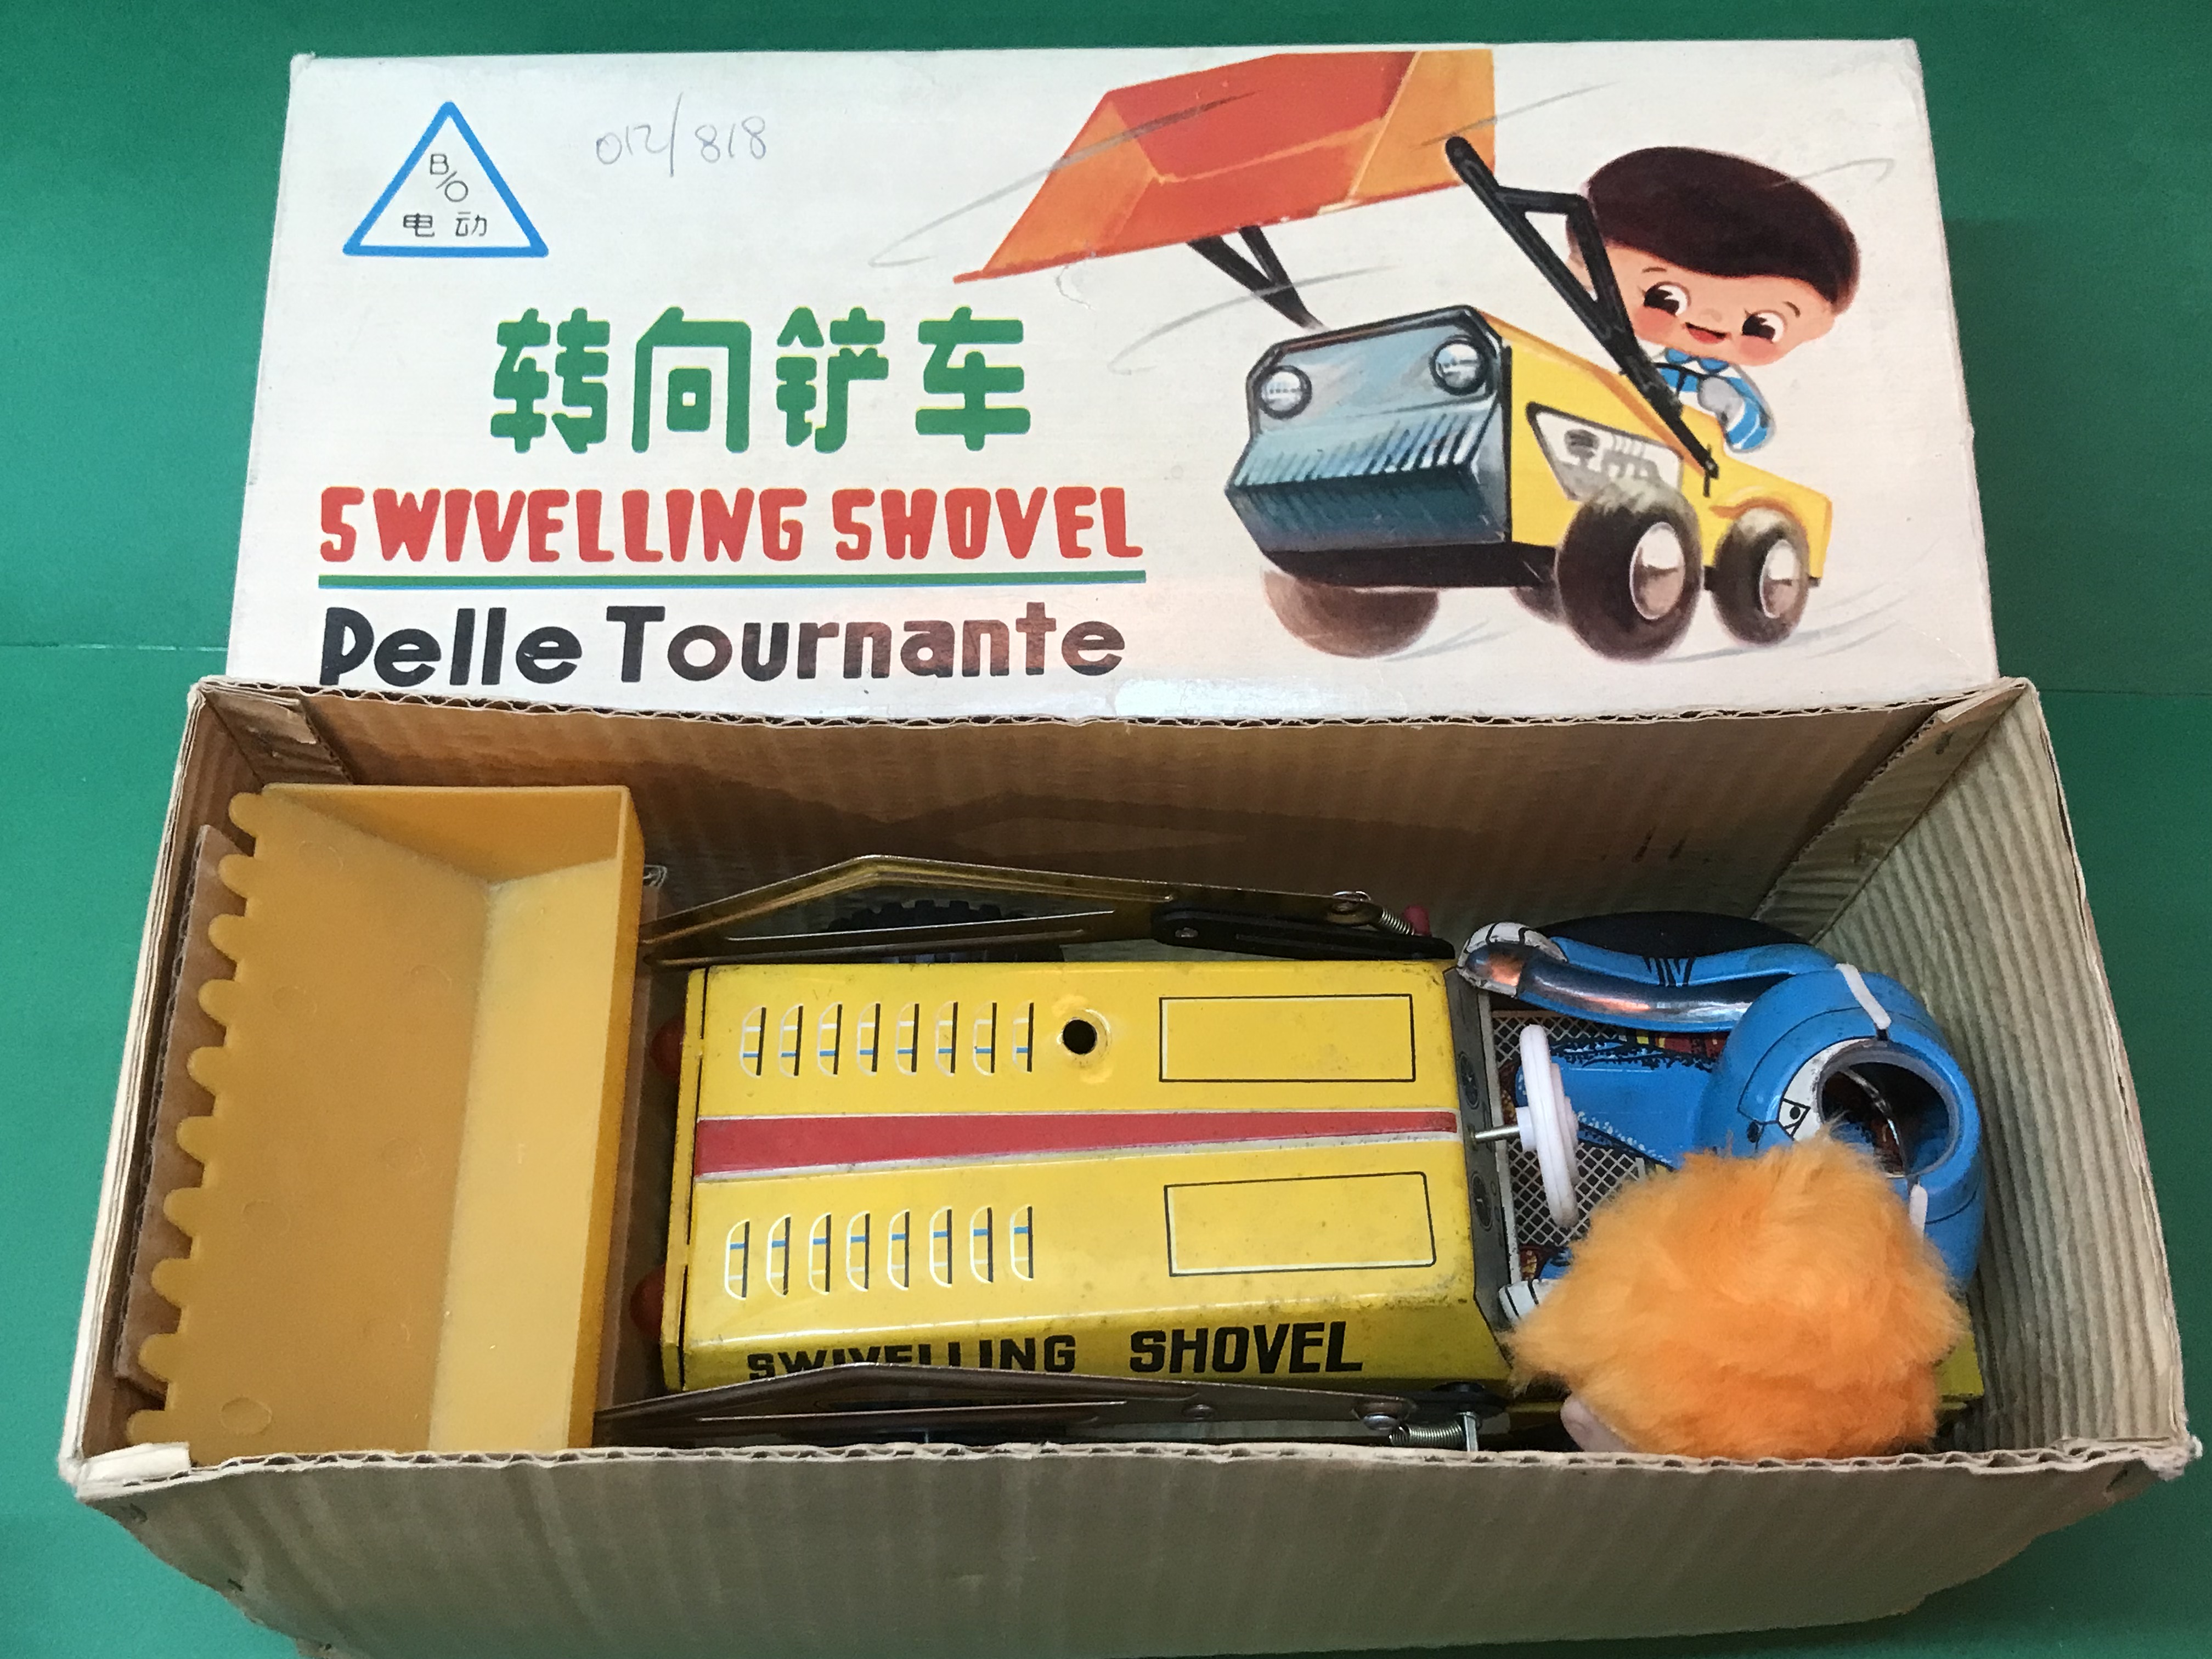 B/O
电动
012/818
转向铲车
SWIVELLING SHOVEL
Pelle Tournante
SWIVELLING SHOVEL